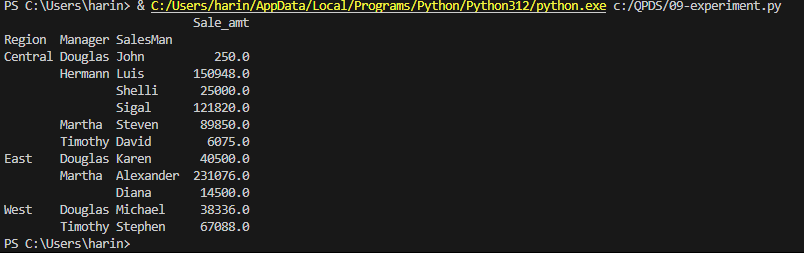 PS C:\Users\harin> & C:/Users/harin/AppData/Local/Programs/Python/Python312/python.exe c:/QPDS/09-experiment.py
                           Sale_amt
Region  Manager SalesMan
Central Douglas John          250.0
        Hermann Luis       150948.0
                Shelli      25000.0
                Sigal      121820.0
        Martha  Steven      89850.0
        Timothy David        6075.0
East    Douglas Karen       40500.0
        Martha  Alexander  231076.0
                Diana       14500.0
West    Douglas Michael     38336.0
        Timothy Stephen     67088.0
PS C:\Users\harin>